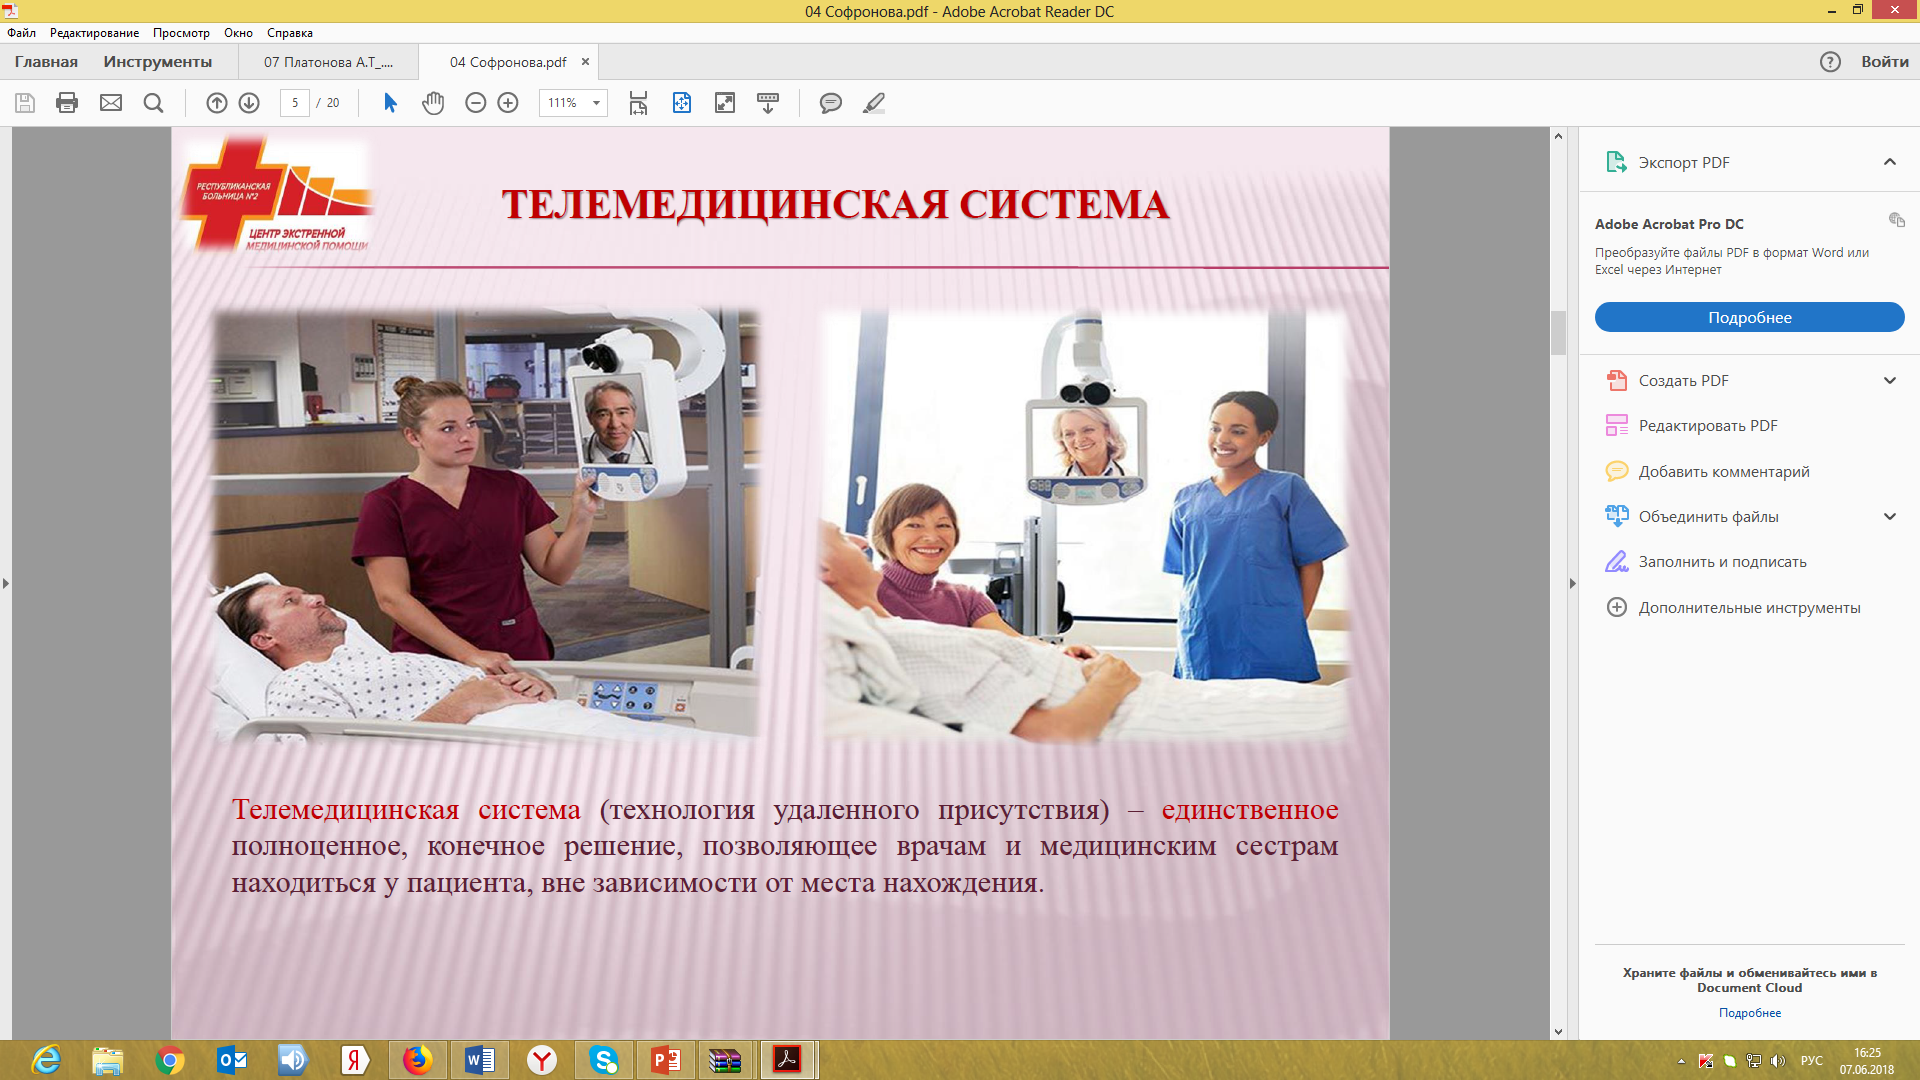 04 Софронова.pdf - Adobe Acrobat Reader DC
Файл Редактирование Просмотр Окно Справка
Главная Инструменты 07 Платонова А.Т_.... 04 Софронова.pdf × Войти
5 / 20 111%
РЕСПУБЛИКАНСКАЯ
БОЛЬНИЦА №2
ЦЕНТР ЭКСТРЕННОЙ
МЕДИЦИНСКОЙ ПОМОЩИ
ТЕЛЕМЕДИЦИНСКАЯ СИСТЕМА
Телемедицинская система (технология удаленного присутствия) – единственное
полноценное, конечное решение, позволяющее врачам и медицинским сестрам
находиться у пациента, вне зависимости от места нахождения.
Экспорт PDF
Adobe Acrobat Pro DC
Преобразуйте файлы PDF в формат Word или
Excel через Интернет
Подробнее
Создать PDF
Редактировать PDF
Добавить комментарий
Объединить файлы
Заполнить и подписать
Дополнительные инструменты
Храните файлы и обменивайтесь ими в
Document Cloud
Подробнее
РУС
16:25
07.06.2018